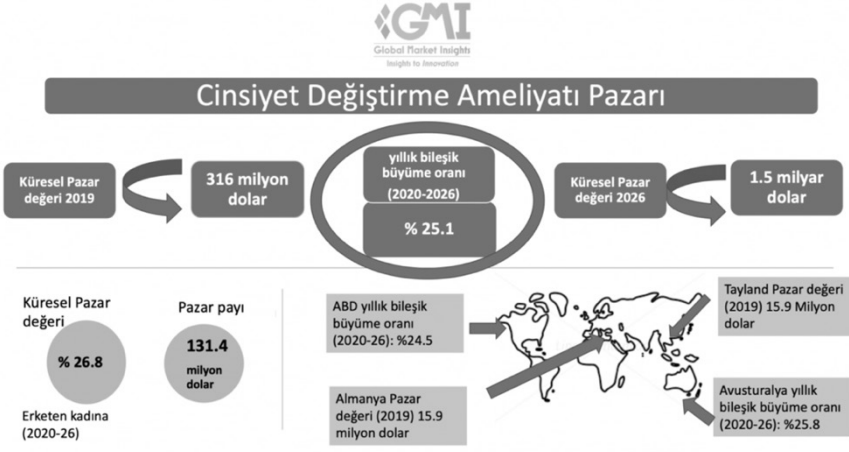 GMI
Global Market Insights
Insights to Innovation
Cinsiyet Değiştirme Ameliyatı Pazarı
Küresel Pazar
değeri 2019
316 milyon
dolar
yıllık bileşik
büyüme oranı
(2020-2026)
% 25.1
Küresel Pazar
değeri 2026
1.5 milyar
dolar
Küresel Pazar
değeri
% 26.8
Erketen kadına
(2020-26)
Pazar payı
131.4
milyon
dolar
ABD yıllık bileşik
büyüme oranı
(2020-26): %24.5
Almanya Pazar
değeri (2019) 15.9
milyon dolar
Tayland Pazar değeri
(2019) 15.9 Milyon
dolar
Avusturalya yıllık
bileşik büyüme oranı
(2020-26): %25.8